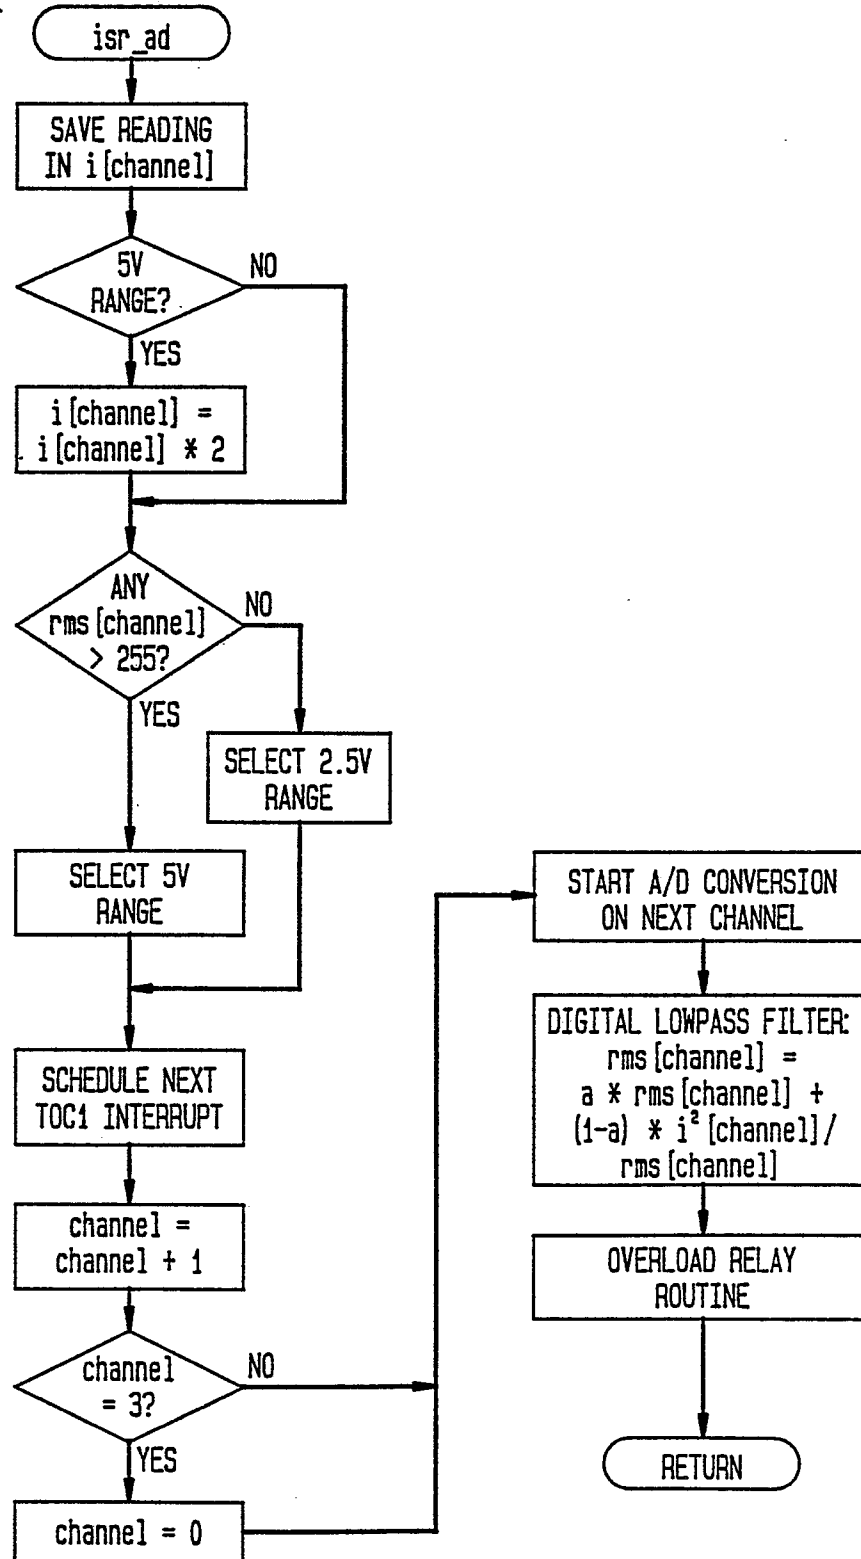 isr_ad
SAVE READING
IN i[channel]
5V
RANGE?
NO
YES
i[channel] =
i[channel] * 2
ANY
rms[channel]
> 255?
NO
YES
SELECT 2.5V
RANGE
SELECT 5V
RANGE
SCHEDULE NEXT
TOC1 INTERRUPT
channel =
channel + 1
channel
= 3?
NO
YES
channel = 0
START A/D CONVERSION
ON NEXT CHANNEL
DIGITAL LOWPASS FILTER:
rms[channel] =
a * rms[channel] +
(1-a) * i²[channel]/
rms[channel]
OVERLOAD RELAY
ROUTINE
RETURN